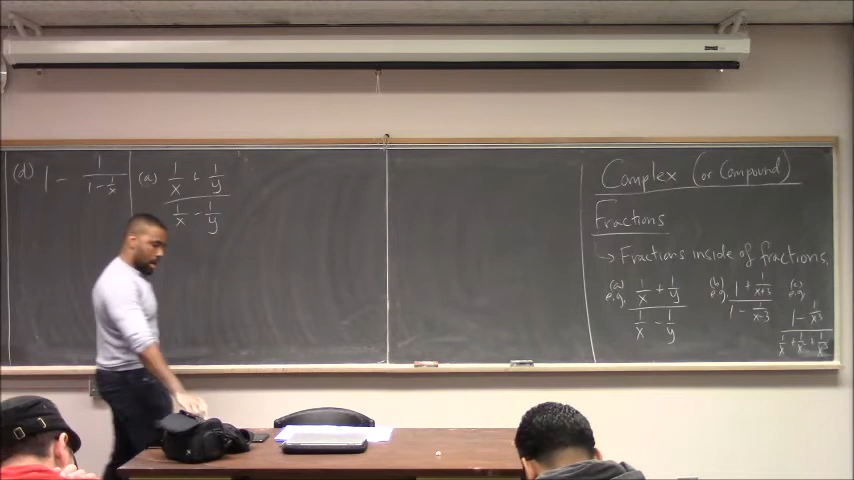 (d) 1 - 1/(1 - 1/x)
(a) (1/x + 1/y)/(1/x - 1/y)
Complex (or Compound)
Fractions
→ Fractions inside of fractions.
(a) e.g. (1/x + 1/y)/(1/x - 1/y)
(b) e.g. (1 + 1/(x+3))/(1 - 1/(x-3))
e.g.